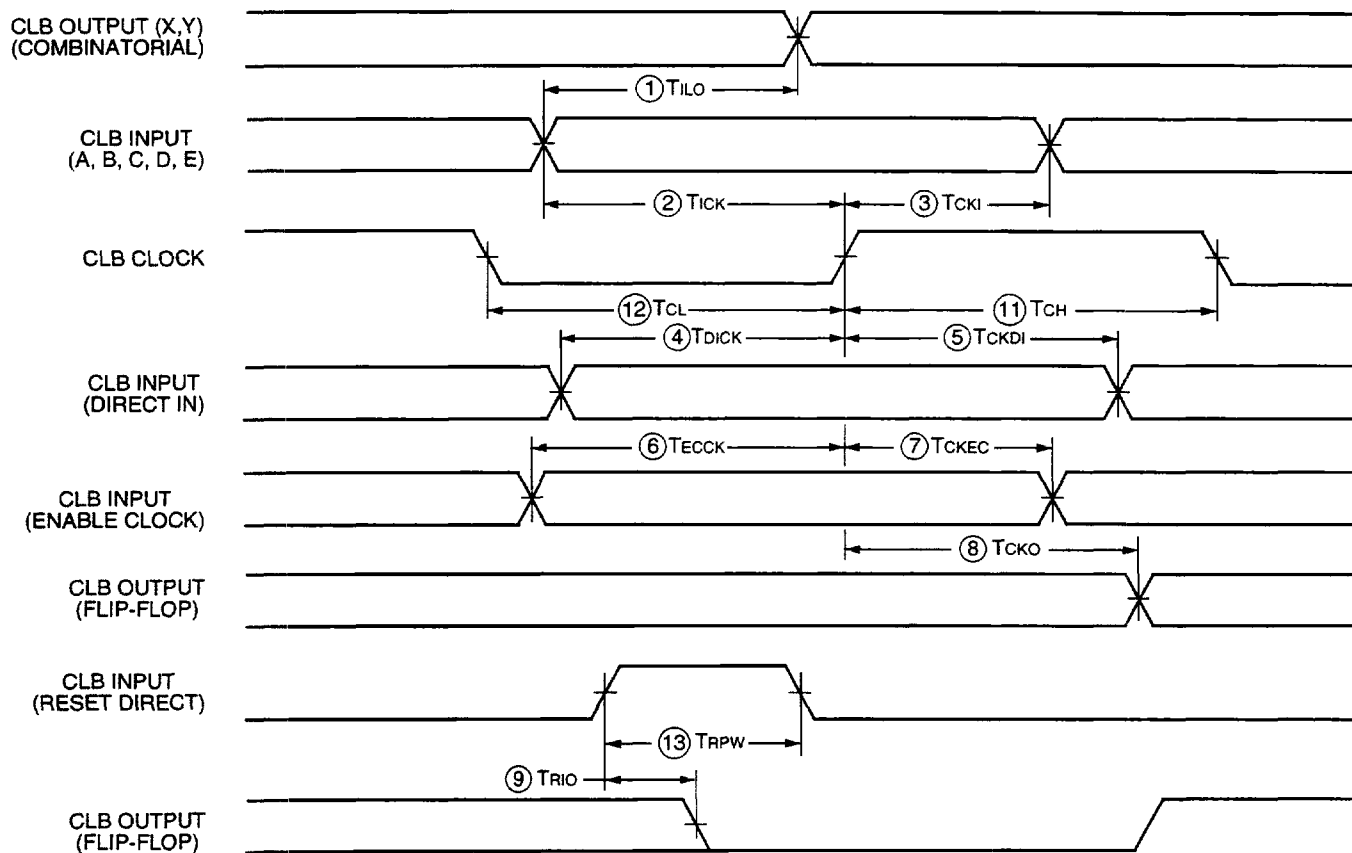 CLB OUTPUT (X,Y)
(COMBINATORIAL)
① TILO
CLB INPUT
(A, B, C, D, E)
② TICK
③ TCKI
CLB CLOCK
⑫ TCL
⑪ TCH
④ TDICK
⑤ TCKDI
CLB INPUT
(DIRECT IN)
⑥ TECCK
⑦ TCKEC
CLB INPUT
(ENABLE CLOCK)
⑧ TCKO
CLB OUTPUT
(FLIP-FLOP)
CLB INPUT
(RESET DIRECT)
⑬ TRPW
⑨ TRIO
CLB OUTPUT
(FLIP-FLOP)